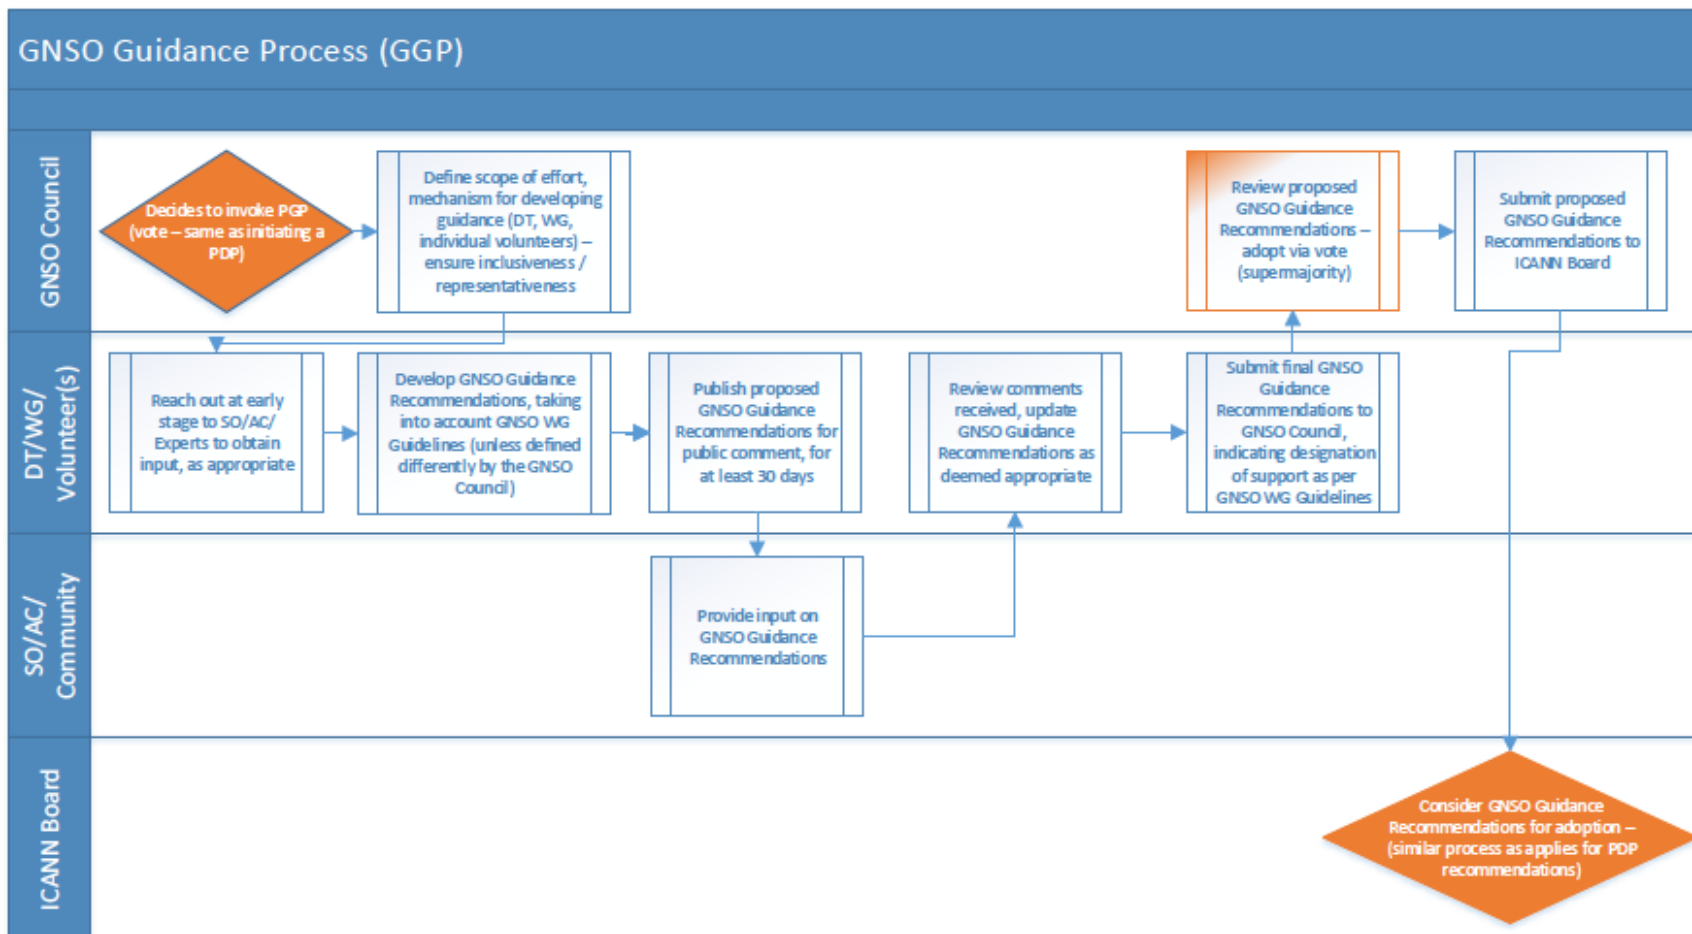 GNSO Guidance Process (GGP)
GNSO Council
Decides to invoke PGP
(vote – same as initiating a
PDP)
Define scope of effort,
mechanism for developing
guidance (DT, WG,
individual volunteers) –
ensure inclusiveness /
representativeness
Review proposed
GNSO Guidance
Recommendations –
adopt via vote
(supermajority)
Submit proposed
GNSO Guidance
Recommendations to
ICANN Board
DT/WG/
Volunteer(s)
Reach out at early
stage to SO/AC/
Experts to obtain
input, as appropriate
Develop GNSO Guidance
Recommendations, taking
into account GNSO WG
Guidelines (unless defined
differently by the GNSO
Council)
Publish proposed
GNSO Guidance
Recommendations for
public comment, for
at least 30 days
Review comments
received, update
GNSO Guidance
Recommendations as
deemed appropriate
Submit final GNSO
Guidance
Recommendations to
GNSO Council,
indicating designation
of support as per
GNSO WG Guidelines
SO/AC/
Community
Provide input on
GNSO Guidance
Recommendations
ICANN Board
Consider GNSO Guidance
Recommendations for adoption –
(similar process as applies for PDP
recommendations)